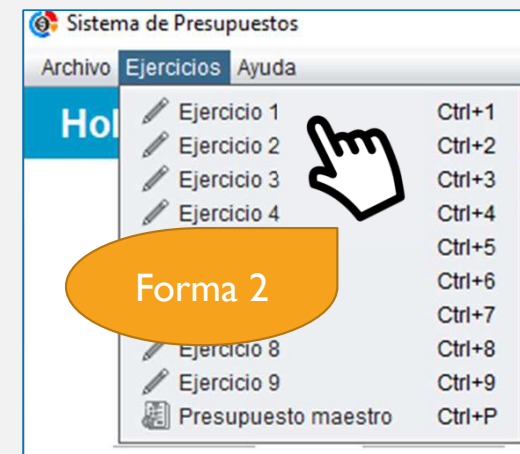 Sistema de Presupuestos
Archivo Ejercicios Ayuda
Hol
Ejercicio 1 Ctrl+1
Ejercicio 2 Ctrl+2
Ejercicio 3 Ctrl+3
Ejercicio 4 Ctrl+4
Ctrl+5
Forma 2 Ctrl+6
Ctrl+7
Ejercicio 8 Ctrl+8
Ejercicio 9 Ctrl+9
Presupuesto maestro Ctrl+P